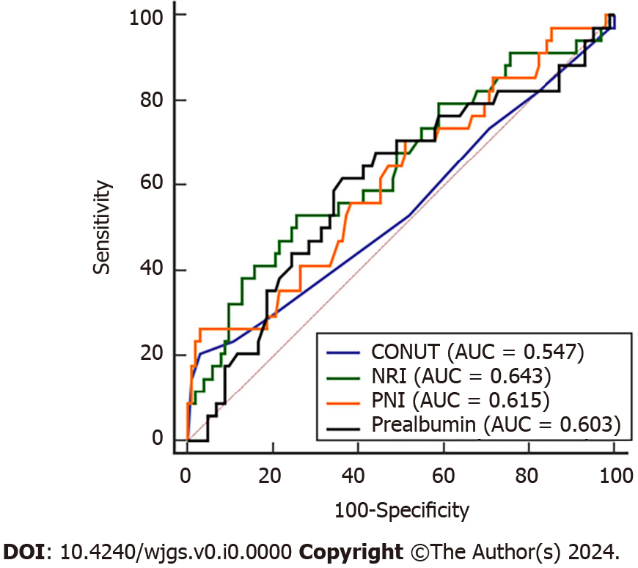 100
80
60
40
20
0
Sensitivity
CONUT (AUC = 0.547)
NRI (AUC = 0.643)
PNI (AUC = 0.615)
Prealbumin (AUC = 0.603)
0 20 40 60 80 100
100-Specificity
DOI: 10.4240/wjgs.v0.i0.0000 Copyright ©The Author(s) 2024.